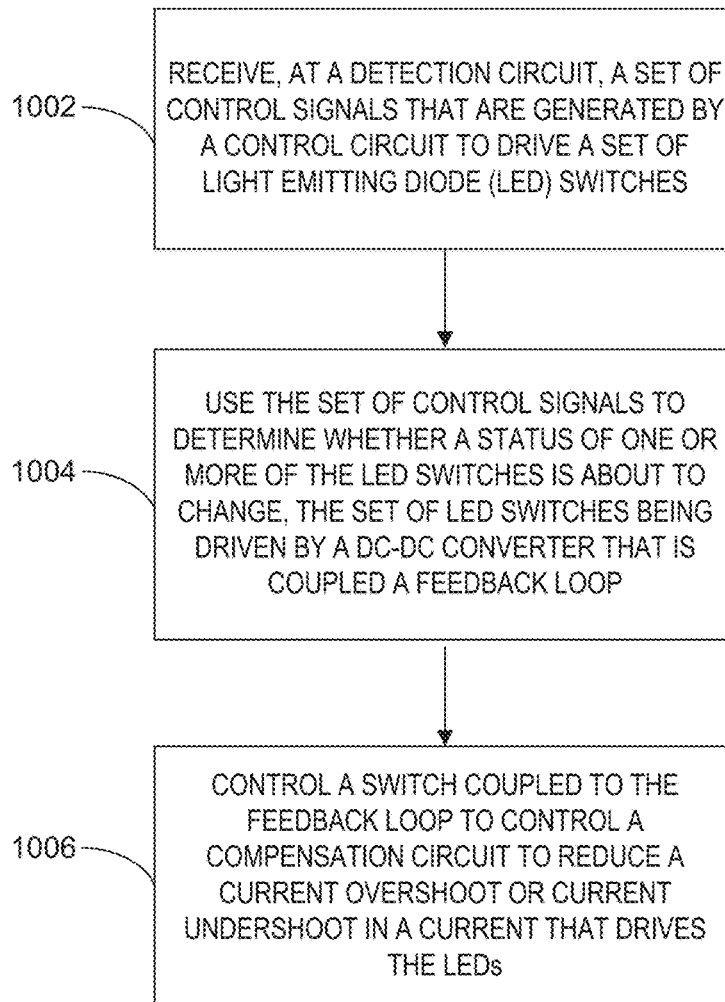 1002
RECEIVE, AT A DETECTION CIRCUIT, A SET OF
CONTROL SIGNALS THAT ARE GENERATED BY
A CONTROL CIRCUIT TO DRIVE A SET OF
LIGHT EMITTING DIODE (LED) SWITCHES
1004
USE THE SET OF CONTROL SIGNALS TO
DETERMINE WHETHER A STATUS OF ONE OR
MORE OF THE LED SWITCHES IS ABOUT TO
CHANGE, THE SET OF LED SWITCHES BEING
DRIVEN BY A DC-DC CONVERTER THAT IS
COUPLED A FEEDBACK LOOP
1006
CONTROL A SWITCH COUPLED TO THE
FEEDBACK LOOP TO CONTROL A
COMPENSATION CIRCUIT TO REDUCE A
CURRENT OVERSHOOT OR CURRENT
UNDERSHOOT IN A CURRENT THAT DRIVES
THE LEDs